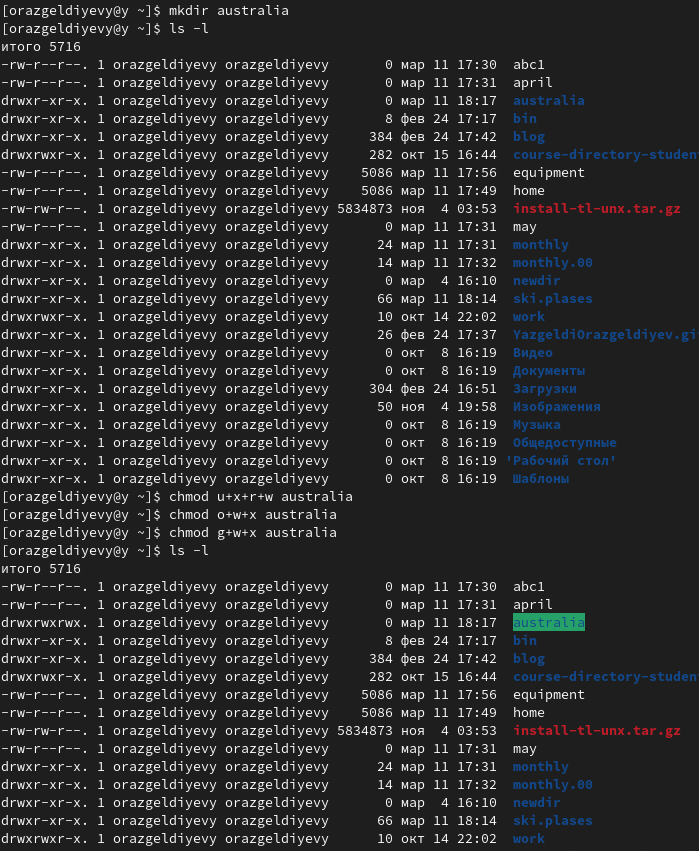 [orazgeldiyevy@y ~]$ mkdir australia
[orazgeldiyevy@y ~]$ ls -l
итого 5716
-rw-r--r--. 1 orazgeldiyevy orazgeldiyevy       0 мар 11 17:30  abc1
-rw-r--r--. 1 orazgeldiyevy orazgeldiyevy       0 мар 11 17:31  april
drwxr-xr-x. 1 orazgeldiyevy orazgeldiyevy       0 мар 11 18:17  australia
drwxr-xr-x. 1 orazgeldiyevy orazgeldiyevy       8 фев 24 17:17  bin
drwxr-xr-x. 1 orazgeldiyevy orazgeldiyevy     384 фев 24 17:42  blog
drwxrwxr-x. 1 orazgeldiyevy orazgeldiyevy     282 окт 15 16:44  course-directory-studen
-rw-r--r--. 1 orazgeldiyevy orazgeldiyevy    5086 мар 11 17:56  equipment
-rw-r--r--. 1 orazgeldiyevy orazgeldiyevy    5086 мар 11 17:49  home
-rw-rw-r--. 1 orazgeldiyevy orazgeldiyevy 5834873 ноя  4 03:53  install-tl-unx.tar.gz
-rw-r--r--. 1 orazgeldiyevy orazgeldiyevy       0 мар 11 17:31  may
drwxr-xr-x. 1 orazgeldiyevy orazgeldiyevy      24 мар 11 17:31  monthly
drwxr-xr-x. 1 orazgeldiyevy orazgeldiyevy      14 мар 11 17:32  monthly.00
drwxr-xr-x. 1 orazgeldiyevy orazgeldiyevy       0 мар  4 16:10  newdir
drwxr-xr-x. 1 orazgeldiyevy orazgeldiyevy      66 мар 11 18:14  ski.plases
drwxrwxr-x. 1 orazgeldiyevy orazgeldiyevy      10 окт 14 22:02  work
drwxr-xr-x. 1 orazgeldiyevy orazgeldiyevy      26 фев 24 17:37  YazgeldiOrazgeldiyev.gi
drwxr-xr-x. 1 orazgeldiyevy orazgeldiyevy       0 окт  8 16:19  Видео
drwxr-xr-x. 1 orazgeldiyevy orazgeldiyevy       0 окт  8 16:19  Документы
drwxr-xr-x. 1 orazgeldiyevy orazgeldiyevy     304 фев 24 16:51  Загрузки
drwxr-xr-x. 1 orazgeldiyevy orazgeldiyevy      50 ноя  4 19:58  Изображения
drwxr-xr-x. 1 orazgeldiyevy orazgeldiyevy       0 окт  8 16:19  Музыка
drwxr-xr-x. 1 orazgeldiyevy orazgeldiyevy       0 окт  8 16:19  Общедоступные
drwxr-xr-x. 1 orazgeldiyevy orazgeldiyevy       0 окт  8 16:19 'Рабочий стол'
drwxr-xr-x. 1 orazgeldiyevy orazgeldiyevy       0 окт  8 16:19  Шаблоны
[orazgeldiyevy@y ~]$ chmod u+x+r+w australia
[orazgeldiyevy@y ~]$ chmod o+w+x australia
[orazgeldiyevy@y ~]$ chmod g+w+x australia
[orazgeldiyevy@y ~]$ ls -l
итого 5716
-rw-r--r--. 1 orazgeldiyevy orazgeldiyevy       0 мар 11 17:30  abc1
-rw-r--r--. 1 orazgeldiyevy orazgeldiyevy       0 мар 11 17:31  april
drwxrwxrwx. 1 orazgeldiyevy orazgeldiyevy       0 мар 11 18:17  australia
drwxr-xr-x. 1 orazgeldiyevy orazgeldiyevy       8 фев 24 17:17  bin
drwxr-xr-x. 1 orazgeldiyevy orazgeldiyevy     384 фев 24 17:42  blog
drwxrwxr-x. 1 orazgeldiyevy orazgeldiyevy     282 окт 15 16:44  course-directory-studen
-rw-r--r--. 1 orazgeldiyevy orazgeldiyevy    5086 мар 11 17:56  equipment
-rw-r--r--. 1 orazgeldiyevy orazgeldiyevy    5086 мар 11 17:49  home
-rw-rw-r--. 1 orazgeldiyevy orazgeldiyevy 5834873 ноя  4 03:53  install-tl-unx.tar.gz
-rw-r--r--. 1 orazgeldiyevy orazgeldiyevy       0 мар 11 17:31  may
drwxr-xr-x. 1 orazgeldiyevy orazgeldiyevy      24 мар 11 17:31  monthly
drwxr-xr-x. 1 orazgeldiyevy orazgeldiyevy      14 мар 11 17:32  monthly.00
drwxr-xr-x. 1 orazgeldiyevy orazgeldiyevy       0 мар  4 16:10  newdir
drwxr-xr-x. 1 orazgeldiyevy orazgeldiyevy      66 мар 11 18:14  ski.plases
drwxrwxr-x. 1 orazgeldiyevy orazgeldiyevy      10 окт 14 22:02  work